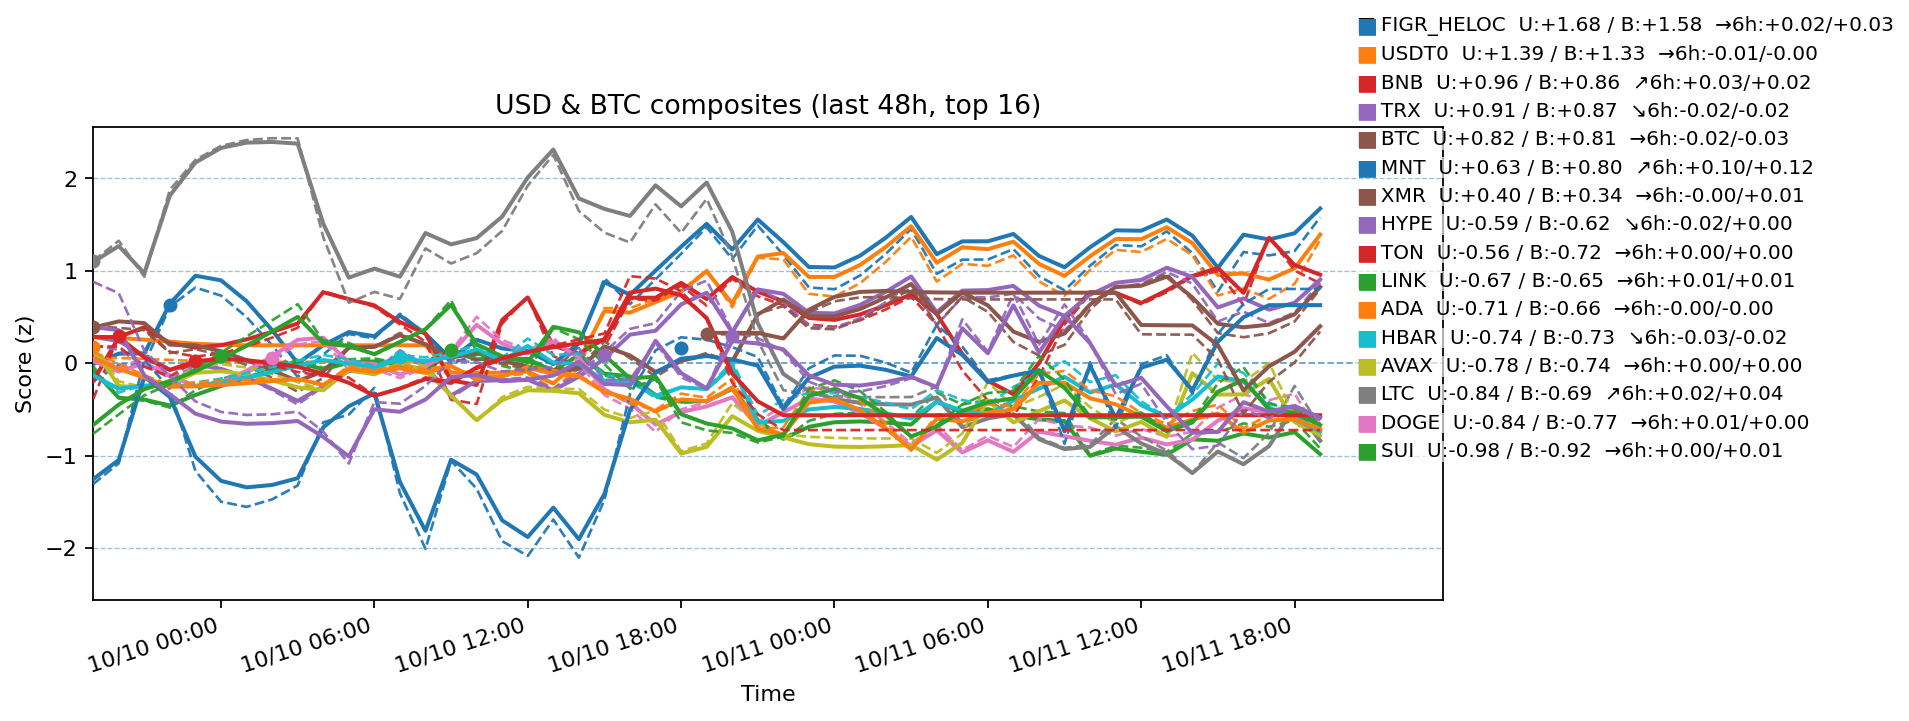 FIGR_HELOC  U:+1.68 / B:+1.58  →6h:+0.02/+0.03
USDT0  U:+1.39 / B:+1.33  →6h:-0.01/-0.00
BNB  U:+0.96 / B:+0.86  ↗6h:+0.03/+0.02
TRX  U:+0.91 / B:+0.87  ↘6h:-0.02/-0.02
BTC  U:+0.82 / B:+0.81  →6h:-0.02/-0.03
MNT  U:+0.63 / B:+0.80  ↗6h:+0.10/+0.12
XMR  U:+0.40 / B:+0.34  →6h:-0.00/+0.01
HYPE  U:-0.59 / B:-0.62  ↘6h:-0.02/+0.00
TON  U:-0.56 / B:-0.72  →6h:+0.00/+0.00
LINK  U:-0.67 / B:-0.65  →6h:+0.01/+0.01
ADA  U:-0.71 / B:-0.66  →6h:-0.00/-0.00
HBAR  U:-0.74 / B:-0.73  ↘6h:-0.03/-0.02
AVAX  U:-0.78 / B:-0.74  →6h:+0.00/+0.00
LTC  U:-0.84 / B:-0.69  ↗6h:+0.02/+0.04
DOGE  U:-0.84 / B:-0.77  →6h:+0.01/+0.00
SUI  U:-0.98 / B:-0.92  →6h:+0.00/+0.01
USD & BTC composites (last 48h, top 16)
Score (z)
2
1
0
−1
−2
10/10 00:00
10/10 06:00
10/10 12:00
10/10 18:00
10/11 00:00
10/11 06:00
10/11 12:00
10/11 18:00
Time